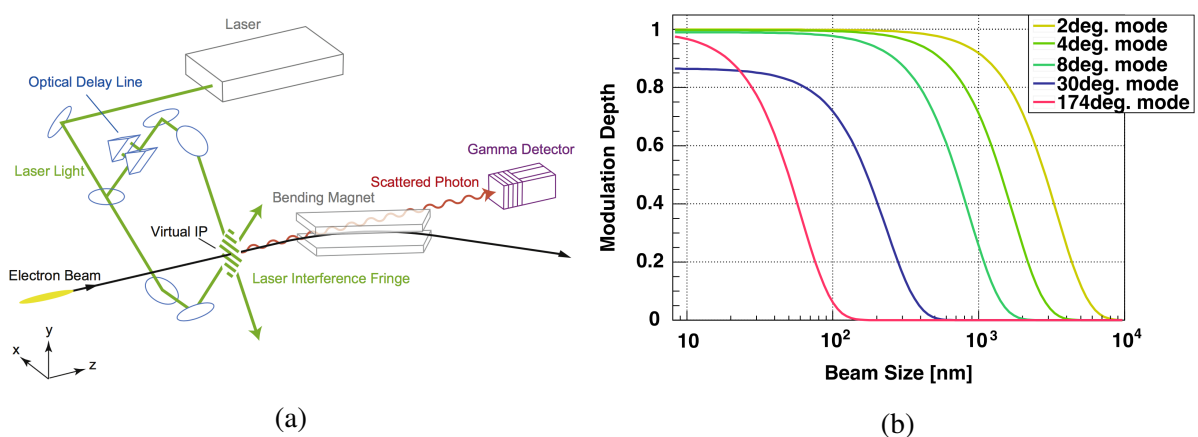 Laser
Optical Delay Line
Laser Light
Gamma Detector
Scattered Photon
Bending Magnet
Virtual IP
Electron Beam
Laser Interference Fringe
y
x
z
(a)
1
0.8
0.6
0.4
0.2
0
Modulation Depth
2deg. mode
4deg. mode
8deg. mode
30deg. mode
174deg. mode
10 10² 10³ 10⁴
Beam Size [nm]
(b)